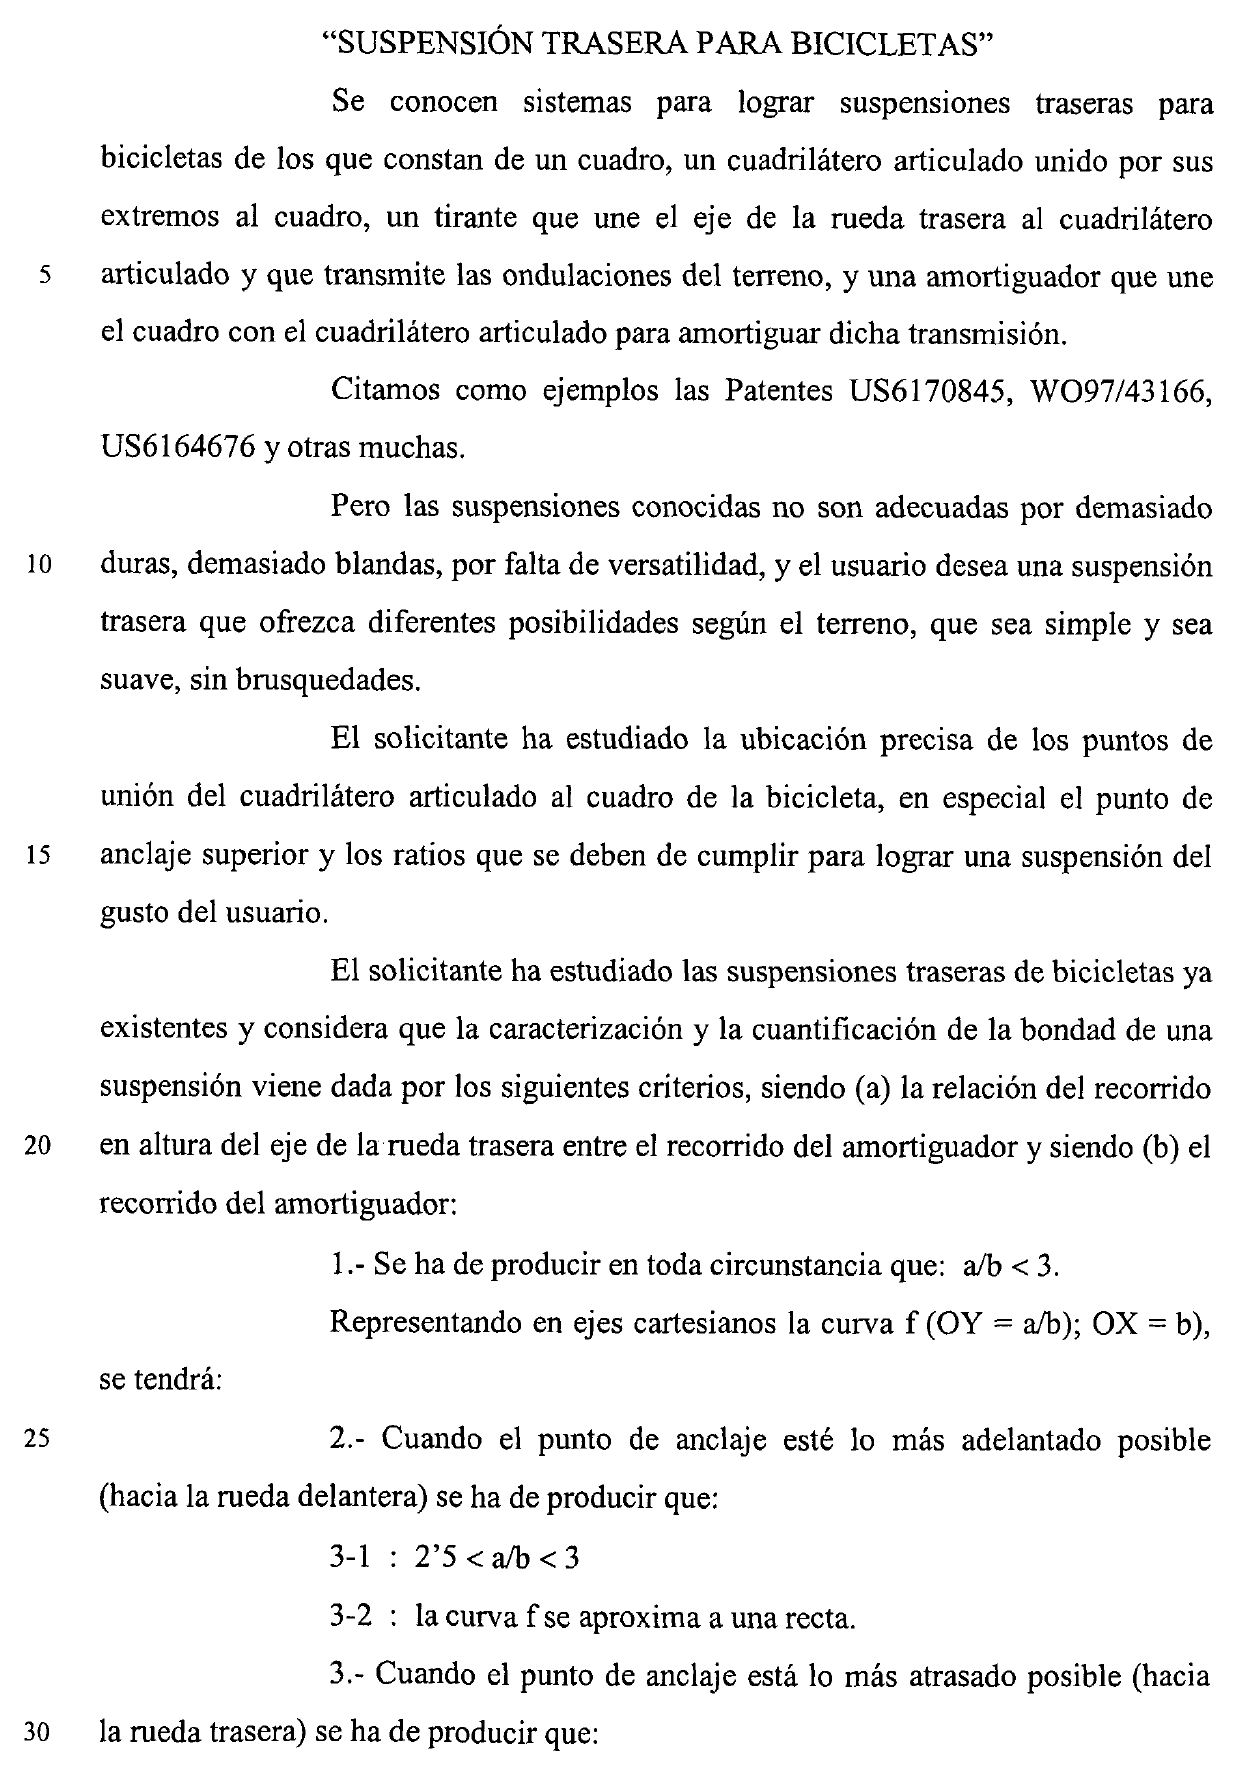 “SUSPENSIÓN TRASERA PARA BICICLETAS”
Se conocen sistemas para lograr suspensiones traseras para
bicicletas de los que constan de un cuadro, un cuadrilátero articulado unido por sus
extremos al cuadro, un tirante que une el eje de la rueda trasera al cuadrilátero
5 articulado y que transmite las ondulaciones del terreno, y una amortiguador que une
el cuadro con el cuadrilátero articulado para amortiguar dicha transmisión.
Citamos como ejemplos las Patentes US6170845, WO97/43166,
US6164676 y otras muchas.
Pero las suspensiones conocidas no son adecuadas por demasiado
10 duras, demasiado blandas, por falta de versatilidad, y el usuario desea una suspensión
trasera que ofrezca diferentes posibilidades según el terreno, que sea simple y sea
suave, sin brusquedades.
El solicitante ha estudiado la ubicación precisa de los puntos de
unión del cuadrilátero articulado al cuadro de la bicicleta, en especial el punto de
15 anclaje superior y los ratios que se deben de cumplir para lograr una suspensión del
gusto del usuario.
El solicitante ha estudiado las suspensiones traseras de bicicletas ya
existentes y considera que la caracterización y la cuantificación de la bondad de una
suspensión viene dada por los siguientes criterios, siendo (a) la relación del recorrido
20 en altura del eje de la rueda trasera entre el recorrido del amortiguador y siendo (b) el
recorrido del amortiguador:
1.- Se ha de producir en toda circunstancia que: a/b < 3.
Representando en ejes cartesianos la curva f (OY = a/b); OX = b),
se tendrá:
25 2.- Cuando el punto de anclaje esté lo más adelantado posible
(hacia la rueda delantera) se ha de producir que:
3-1 : 2’5 < a/b < 3
3-2 : la curva f se aproxima a una recta.
3.- Cuando el punto de anclaje está lo más atrasado posible (hacia
30 la rueda trasera) se ha de producir que: